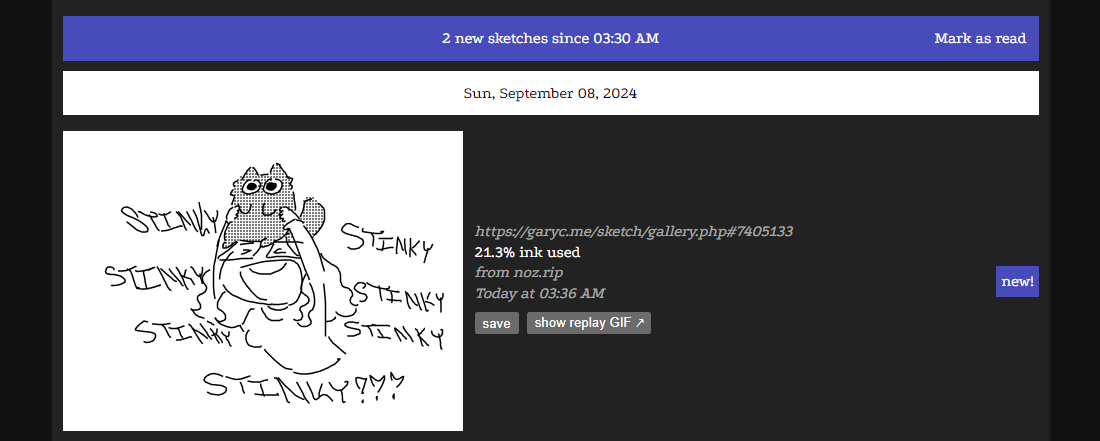 2 new sketches since 03:30 AM
Mark as read
Sun, September 08, 2024
STINKY
STINKY
STINKY
STINKY
STINKY
STINKY
STINKY???
https://garyc.me/sketch/gallery.php#7405133
21.3% ink used
from noz.rip
Today at 03:36 AM
new!
save
show replay GIF ↗